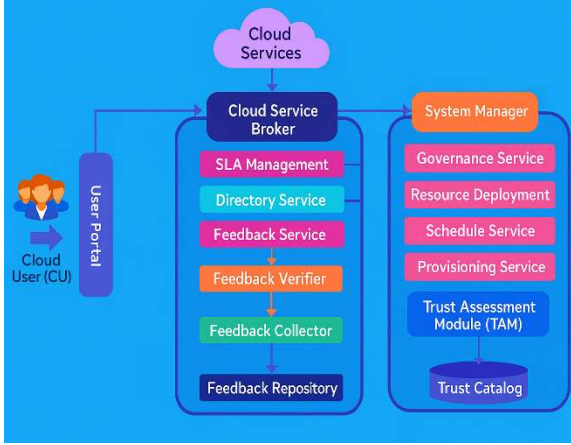 Cloud
Services
Cloud Service
Broker
System Manager
SLA Management
Directory Service
Feedback Service
Feedback Verifier
Feedback Collector
Feedback Repository
Governance Service
Resource Deployment
Schedule Service
Provisioning Service
Trust Assessment
Module (TAM)
Trust Catalog
User Portal
Cloud
User (CU)